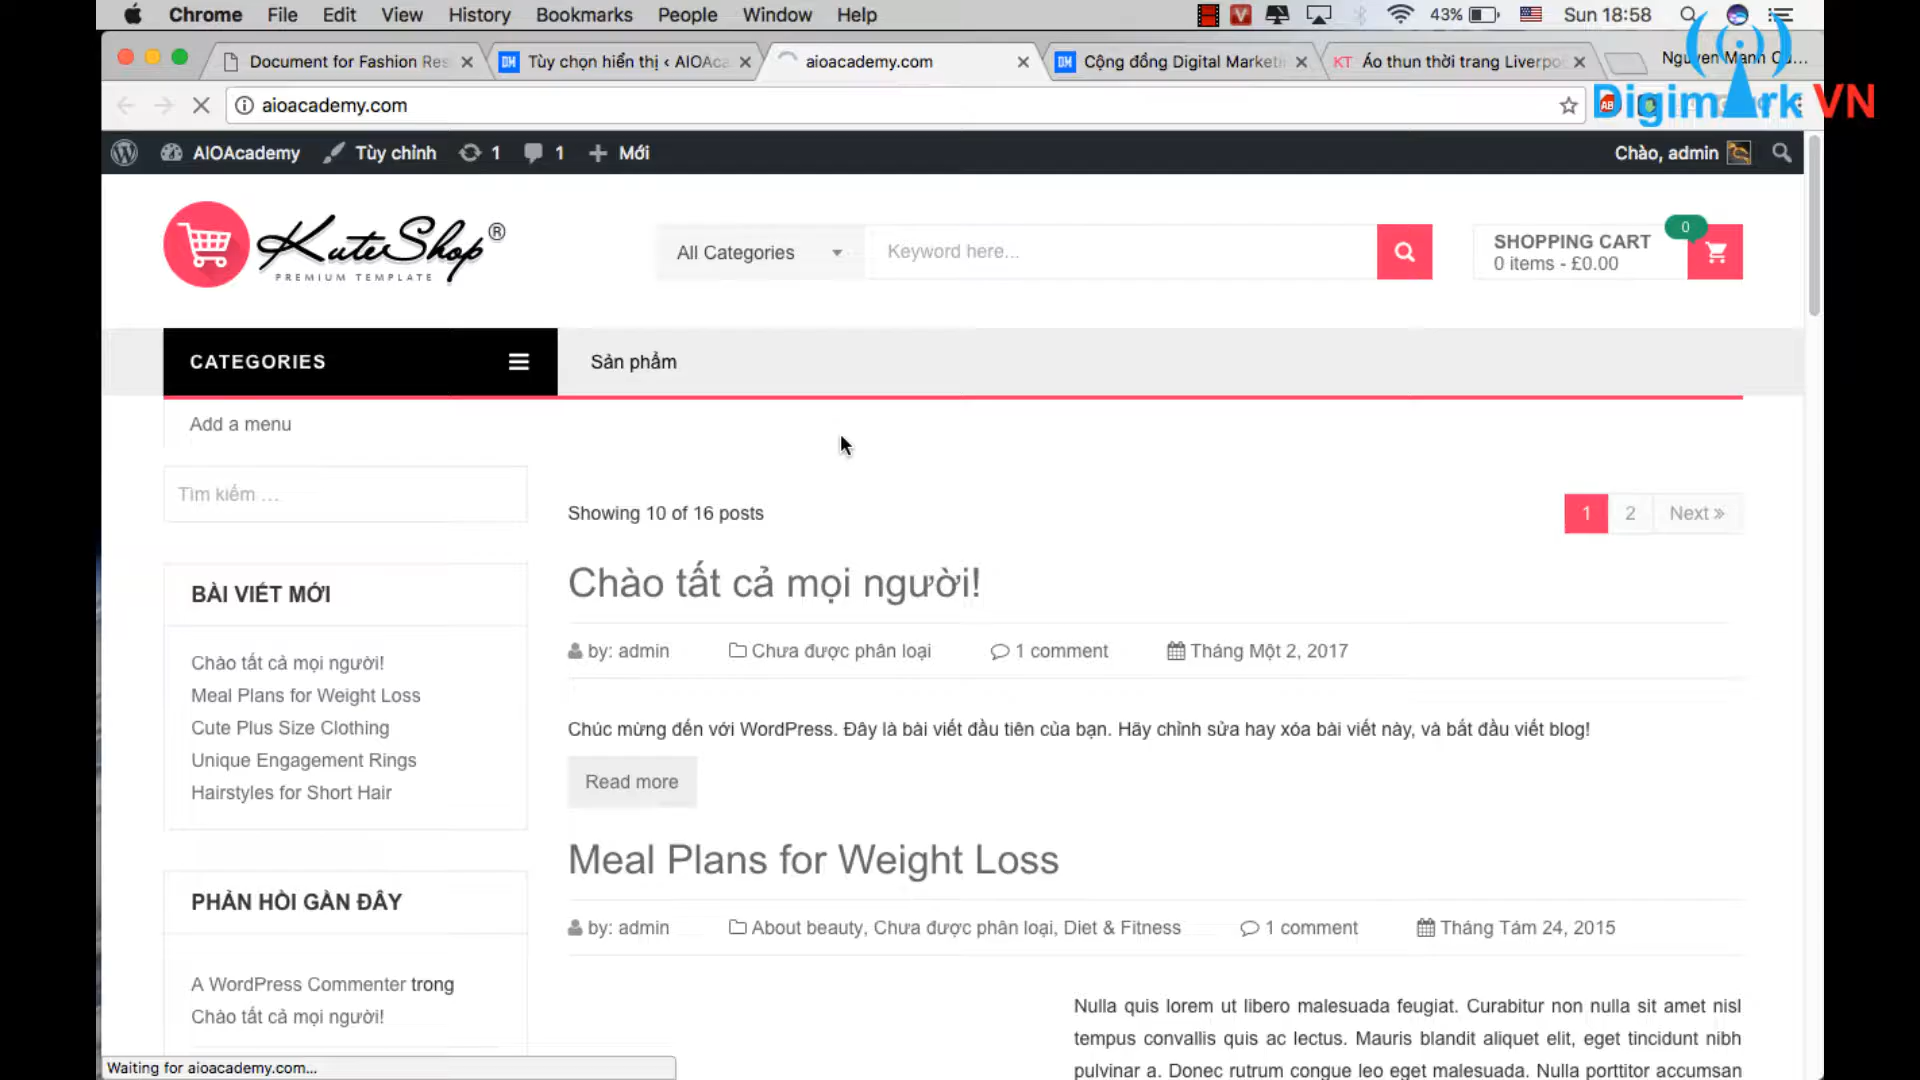 Chrome File Edit View History Bookmarks People Window Help 43% Sun 18:58
Document for Fashion Res Tùy chọn hiển thị ‹ AIOAca aioacademy.com Cộng đồng Digital Marketi KT Áo thun thời trang Liverpo
aioacademy.com
Digimark VN
AIOAcademy Tùy chỉnh 1 1 Mới Chào, admin
KuteShop®
PREMIUM TEMPLATE
All Categories Keyword here...
SHOPPING CART 0
0 items - £0.00
CATEGORIES Sản phẩm
Add a menu
Tìm kiếm …
Showing 10 of 16 posts 1 2 Next »
BÀI VIẾT MỚI
Chào tất cả mọi người!
Meal Plans for Weight Loss
Cute Plus Size Clothing
Unique Engagement Rings
Hairstyles for Short Hair
PHẢN HỒI GẦN ĐÂY
A WordPress Commenter trong
Chào tất cả mọi người!
Chào tất cả mọi người!
by: admin Chưa được phân loại 1 comment Tháng Một 2, 2017
Chúc mừng đến với WordPress. Đây là bài viết đầu tiên của bạn. Hãy chỉnh sửa hay xóa bài viết này, và bắt đầu viết blog!
Read more
Meal Plans for Weight Loss
by: admin About beauty, Chưa được phân loại, Diet & Fitness 1 comment Tháng Tám 24, 2015
Nulla quis lorem ut libero malesuada feugiat. Curabitur non nulla sit amet nisl
tempus convallis quis ac lectus. Mauris blandit aliquet elit, eget tincidunt nibh
pulvinar a. Donec rutrum congue leo eget malesuada. Nulla porttitor accumsan
Waiting for aioacademy.com...